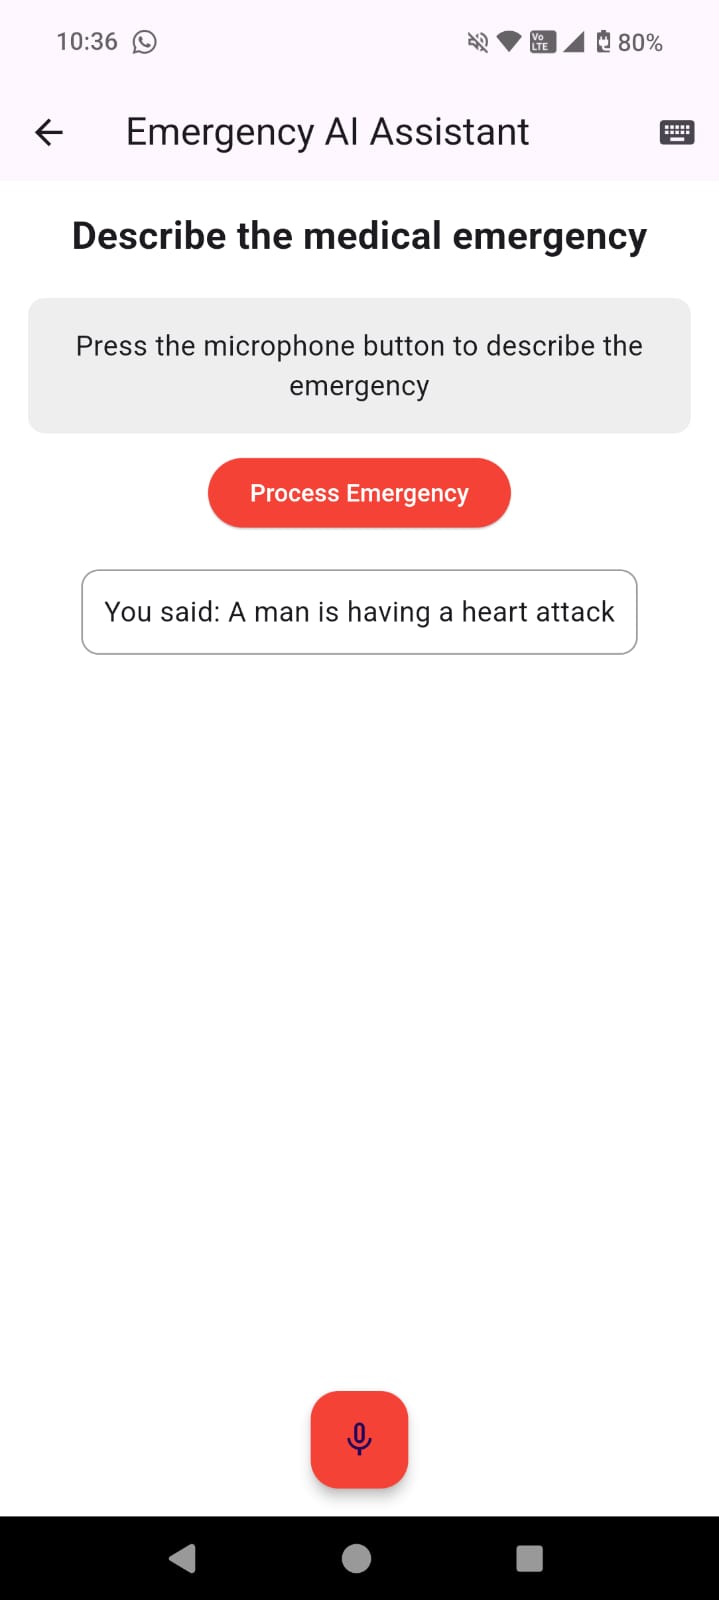 10:36
Vo LTE 80%
Emergency AI Assistant
Describe the medical emergency
Press the microphone button to describe the
emergency
Process Emergency
You said: A man is having a heart attack